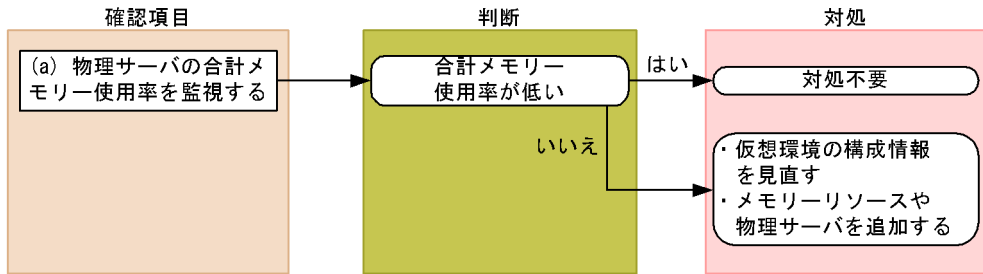 確認項目
判断
対処
(a) 物理サーバの合計メ
モリー使用率を監視する
合計メモリー
使用率が低い
はい
対処不要
いいえ
・仮想環境の構成情報
を見直す
・メモリーリソースや
物理サーバを追加する